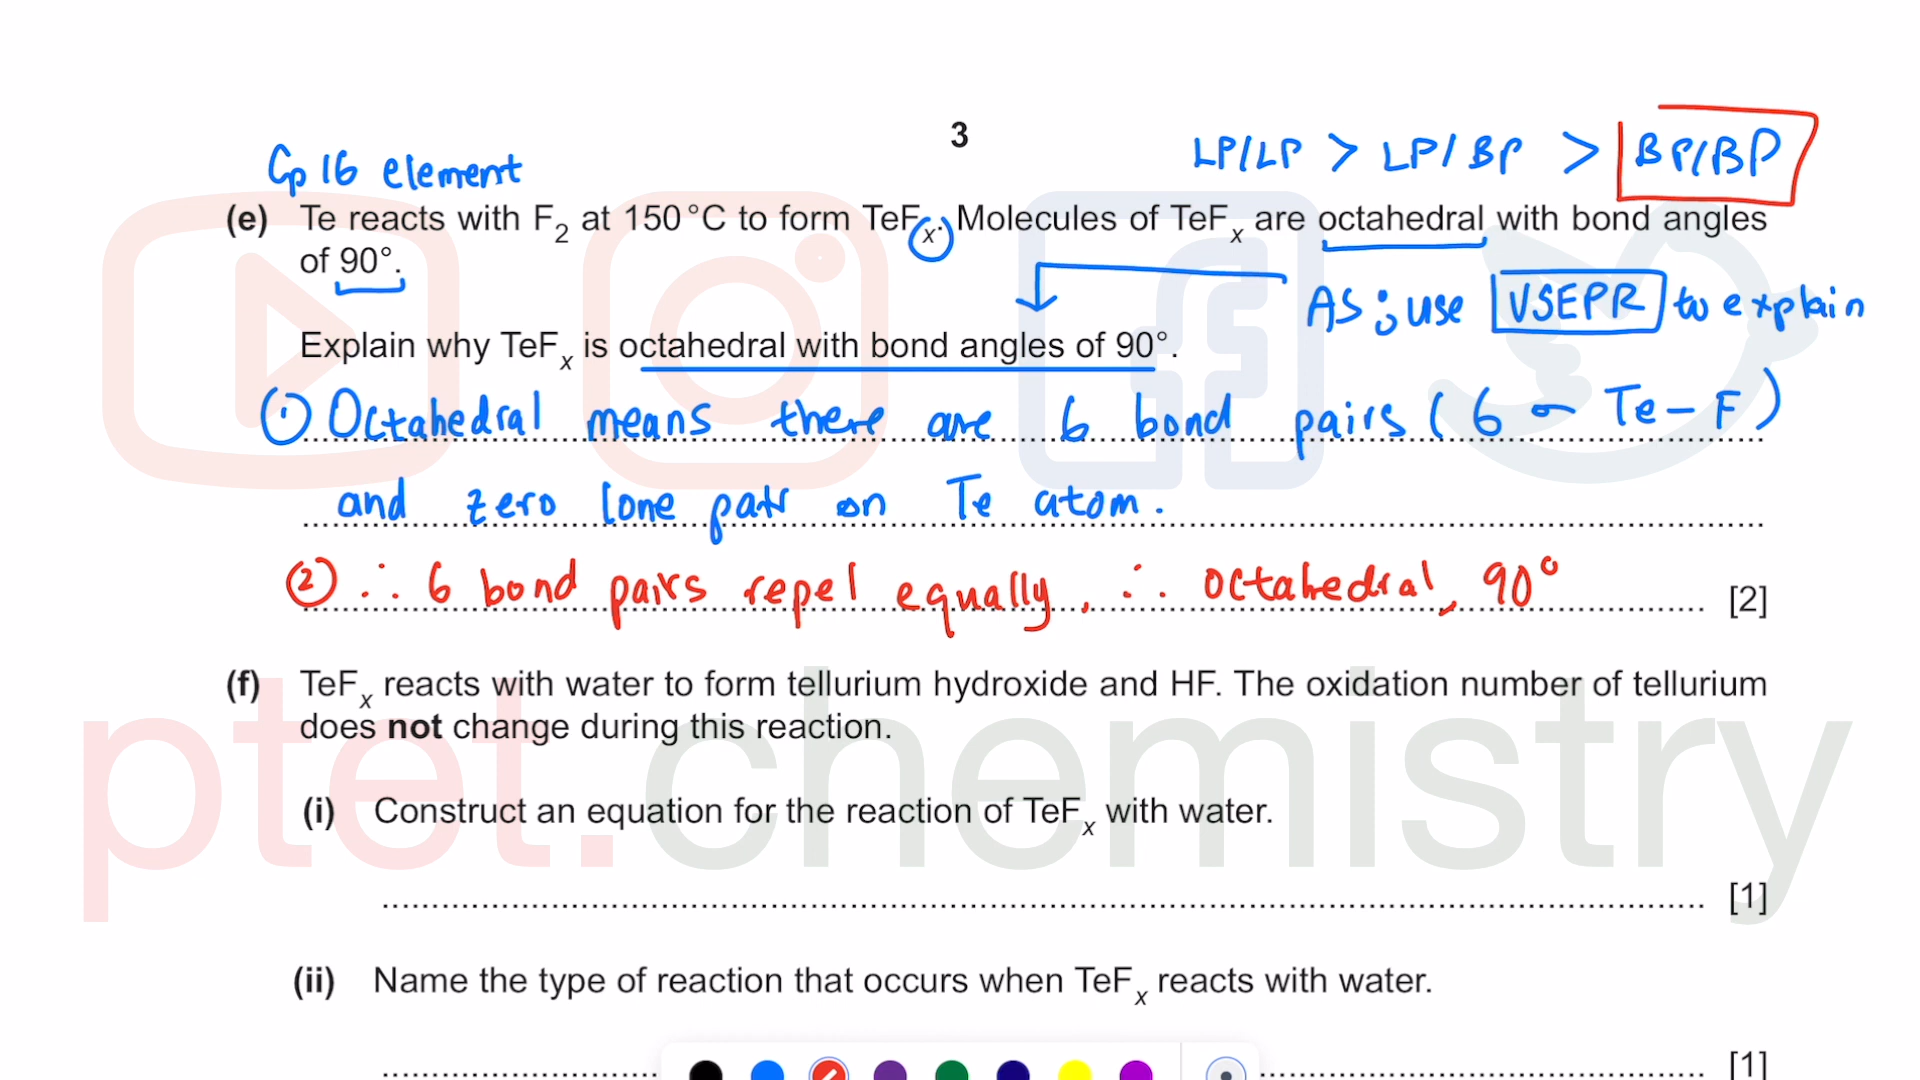 3
LP/LP > LP/BP > BP/BP
Gp 16 element
(e) Te reacts with F2 at 150 °C to form TeFx. Molecules of TeFx are octahedral with bond angles
of 90°.
AS: use VSEPR to explain
Explain why TeFx is octahedral with bond angles of 90°.
① Octahedral means there are 6 bond pairs (6 σ Te-F)
and zero lone pair on Te atom.
② ∴ 6 bond pairs repel equally, ∴ octahedral, 90° [2]
(f) TeFx reacts with water to form tellurium hydroxide and HF. The oxidation number of tellurium
does not change during this reaction.
(i) Construct an equation for the reaction of TeFx with water.
[1]
(ii) Name the type of reaction that occurs when TeFx reacts with water.
[1]
ptet.chemistry